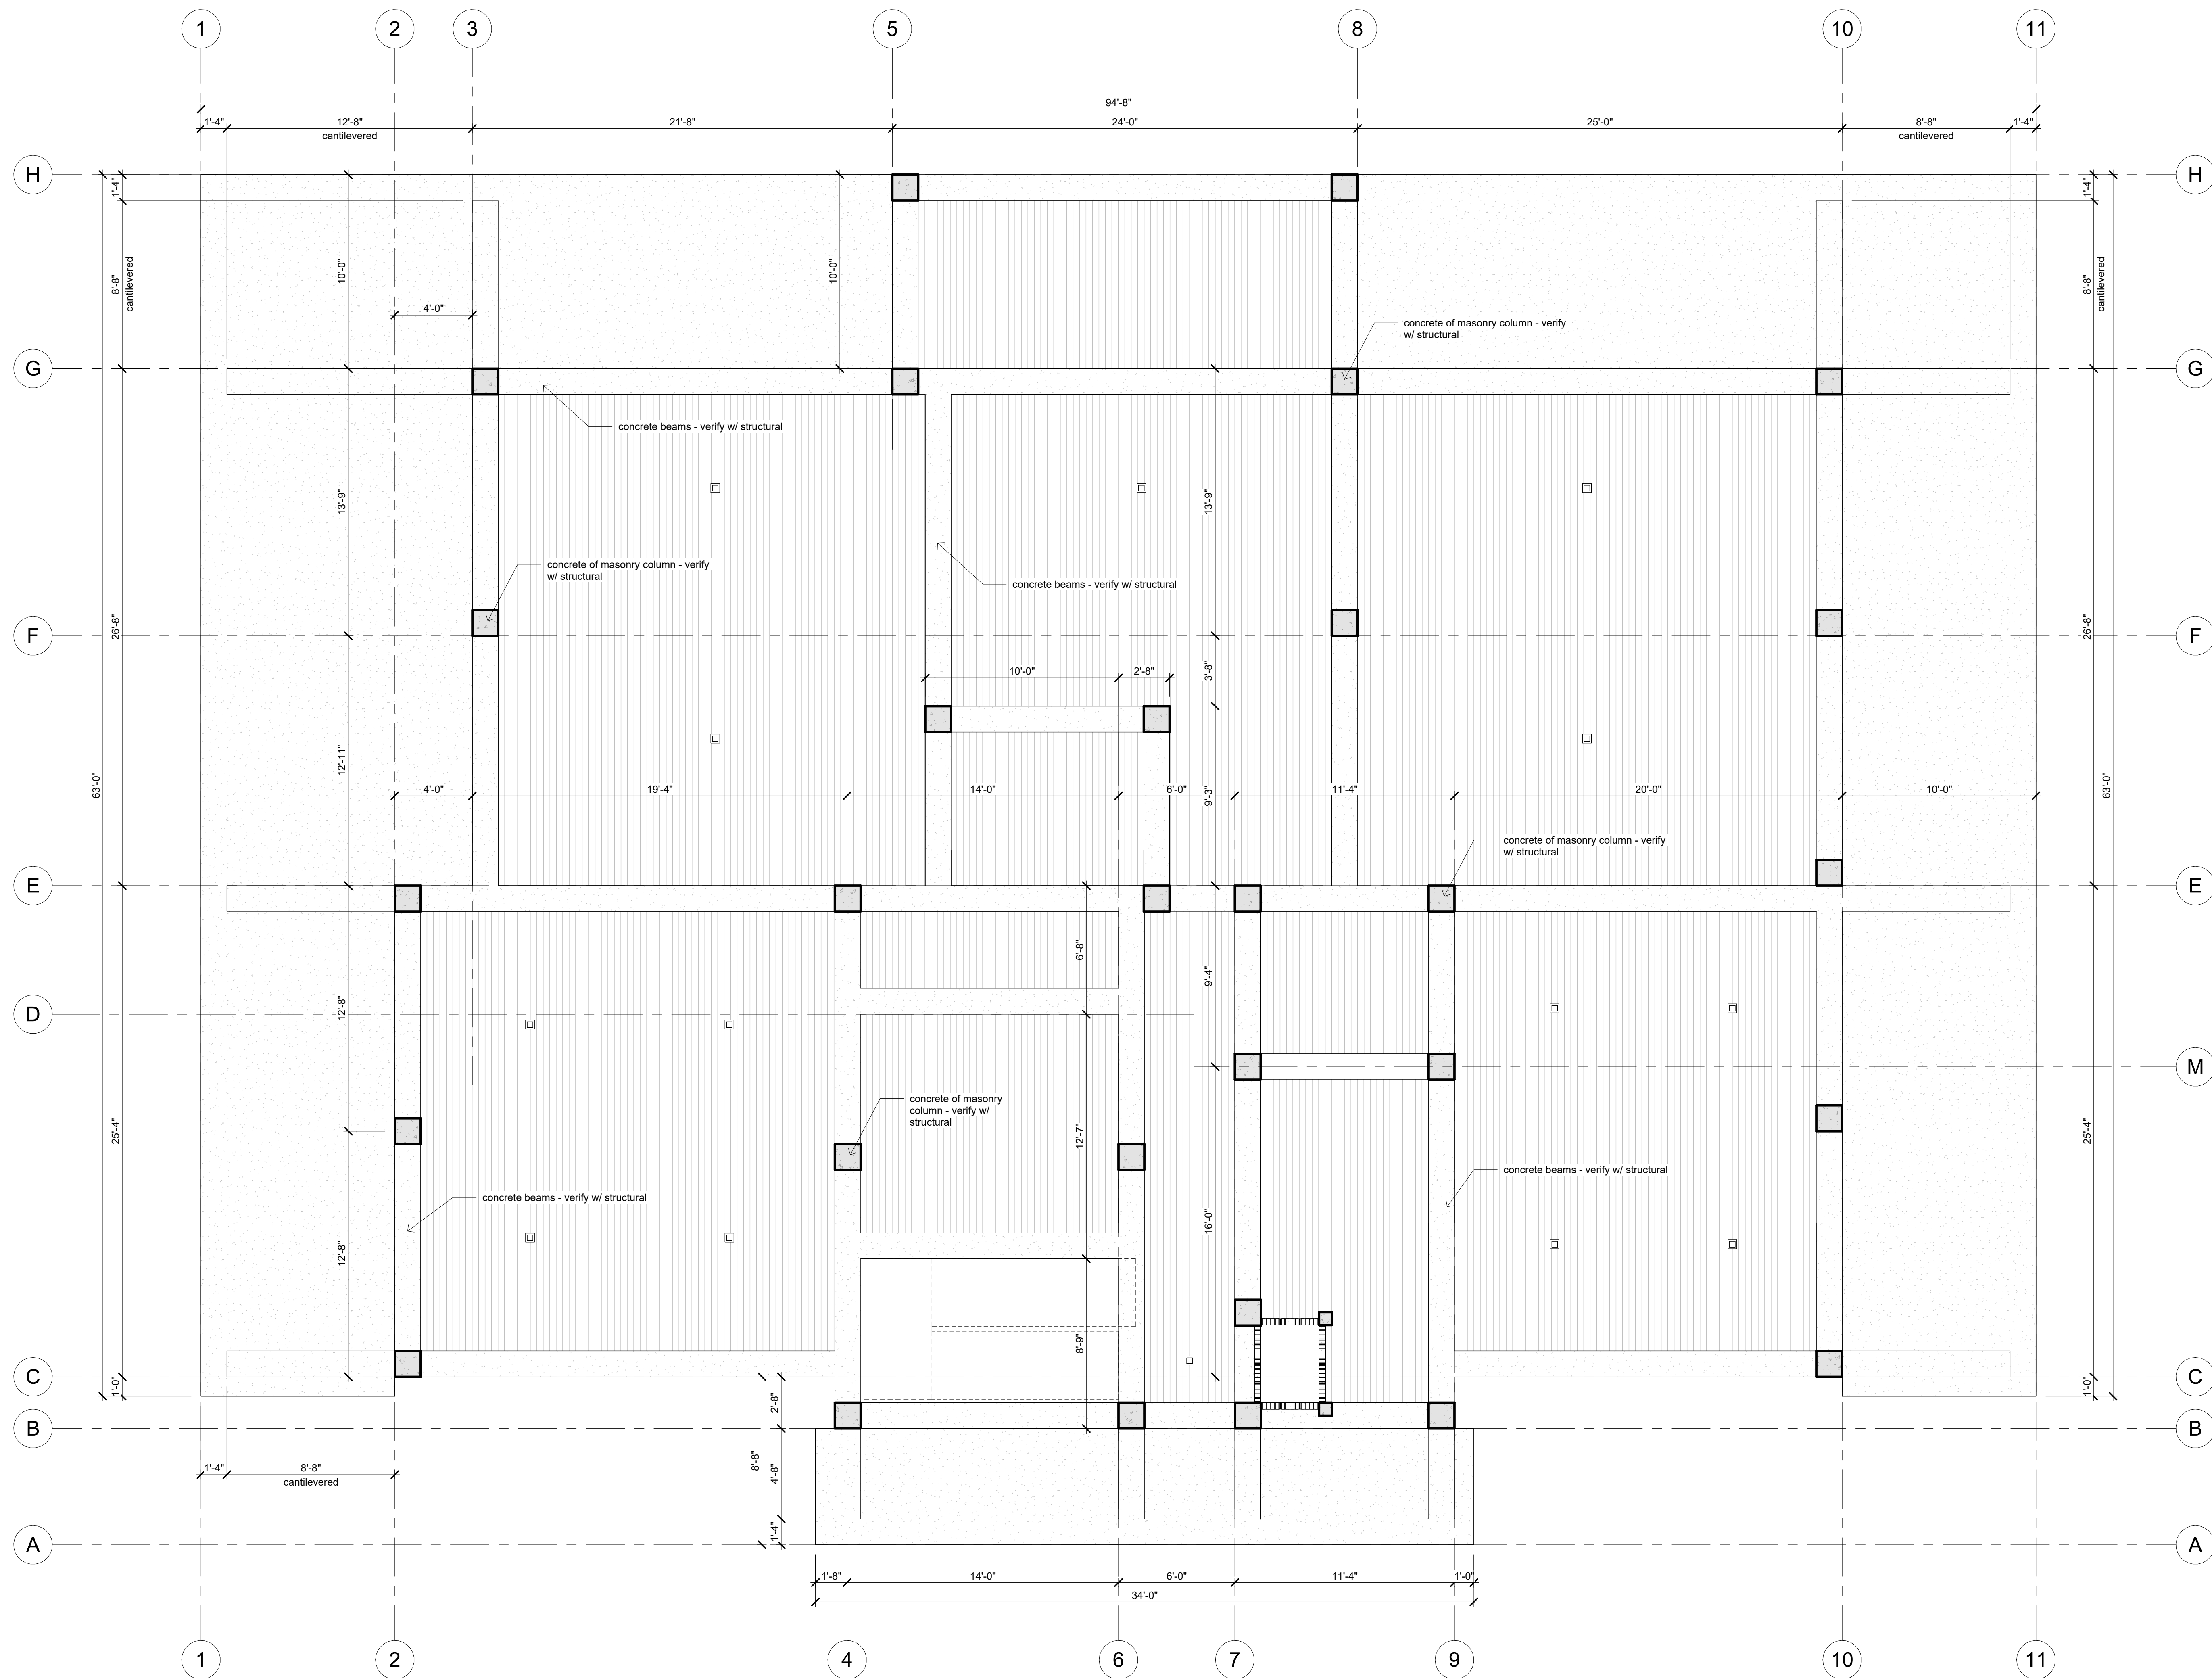 1
2
3
5
8
10
11
94'-8"
1'-4"
12'-8"
21'-8"
24'-0"
25'-0"
8'-8"
1'-4"
cantilevered
cantilevered
H
H
1'-4"
1'-4"
10'-0"
10'-0"
8'-8"
cantilevered
8'-8"
cantilevered
4'-0"
concrete of masonry column - verify
w/ structural
G
G
concrete beams - verify w/ structural
13'-9"
13'-9"
concrete of masonry column - verify
w/ structural
concrete beams - verify w/ structural
26'-8"
26'-8"
F
F
10'-0"
2'-8"
3'-8"
12'-11"
63'-0"
63'-0"
4'-0"
19'-4"
14'-0"
6'-0"
9'-3"
11'-4"
20'-0"
10'-0"
concrete of masonry column - verify
w/ structural
E
E
6'-8"
9'-4"
12'-8"
D
M
concrete of masonry
column - verify w/
structural
25'-4"
12'-7"
25'-4"
concrete beams - verify w/ structural
concrete beams - verify w/ structural
16'-0"
12'-8"
8'-9"
C
C
1'-0"
1'-0"
2'-8"
B
B
8'-8"
4'-8"
1'-4"
8'-8"
cantilevered
1'-4"
A
A
1'-8"
14'-0"
6'-0"
11'-4"
1'-0"
34'-0"
1
2
4
6
7
9
10
11